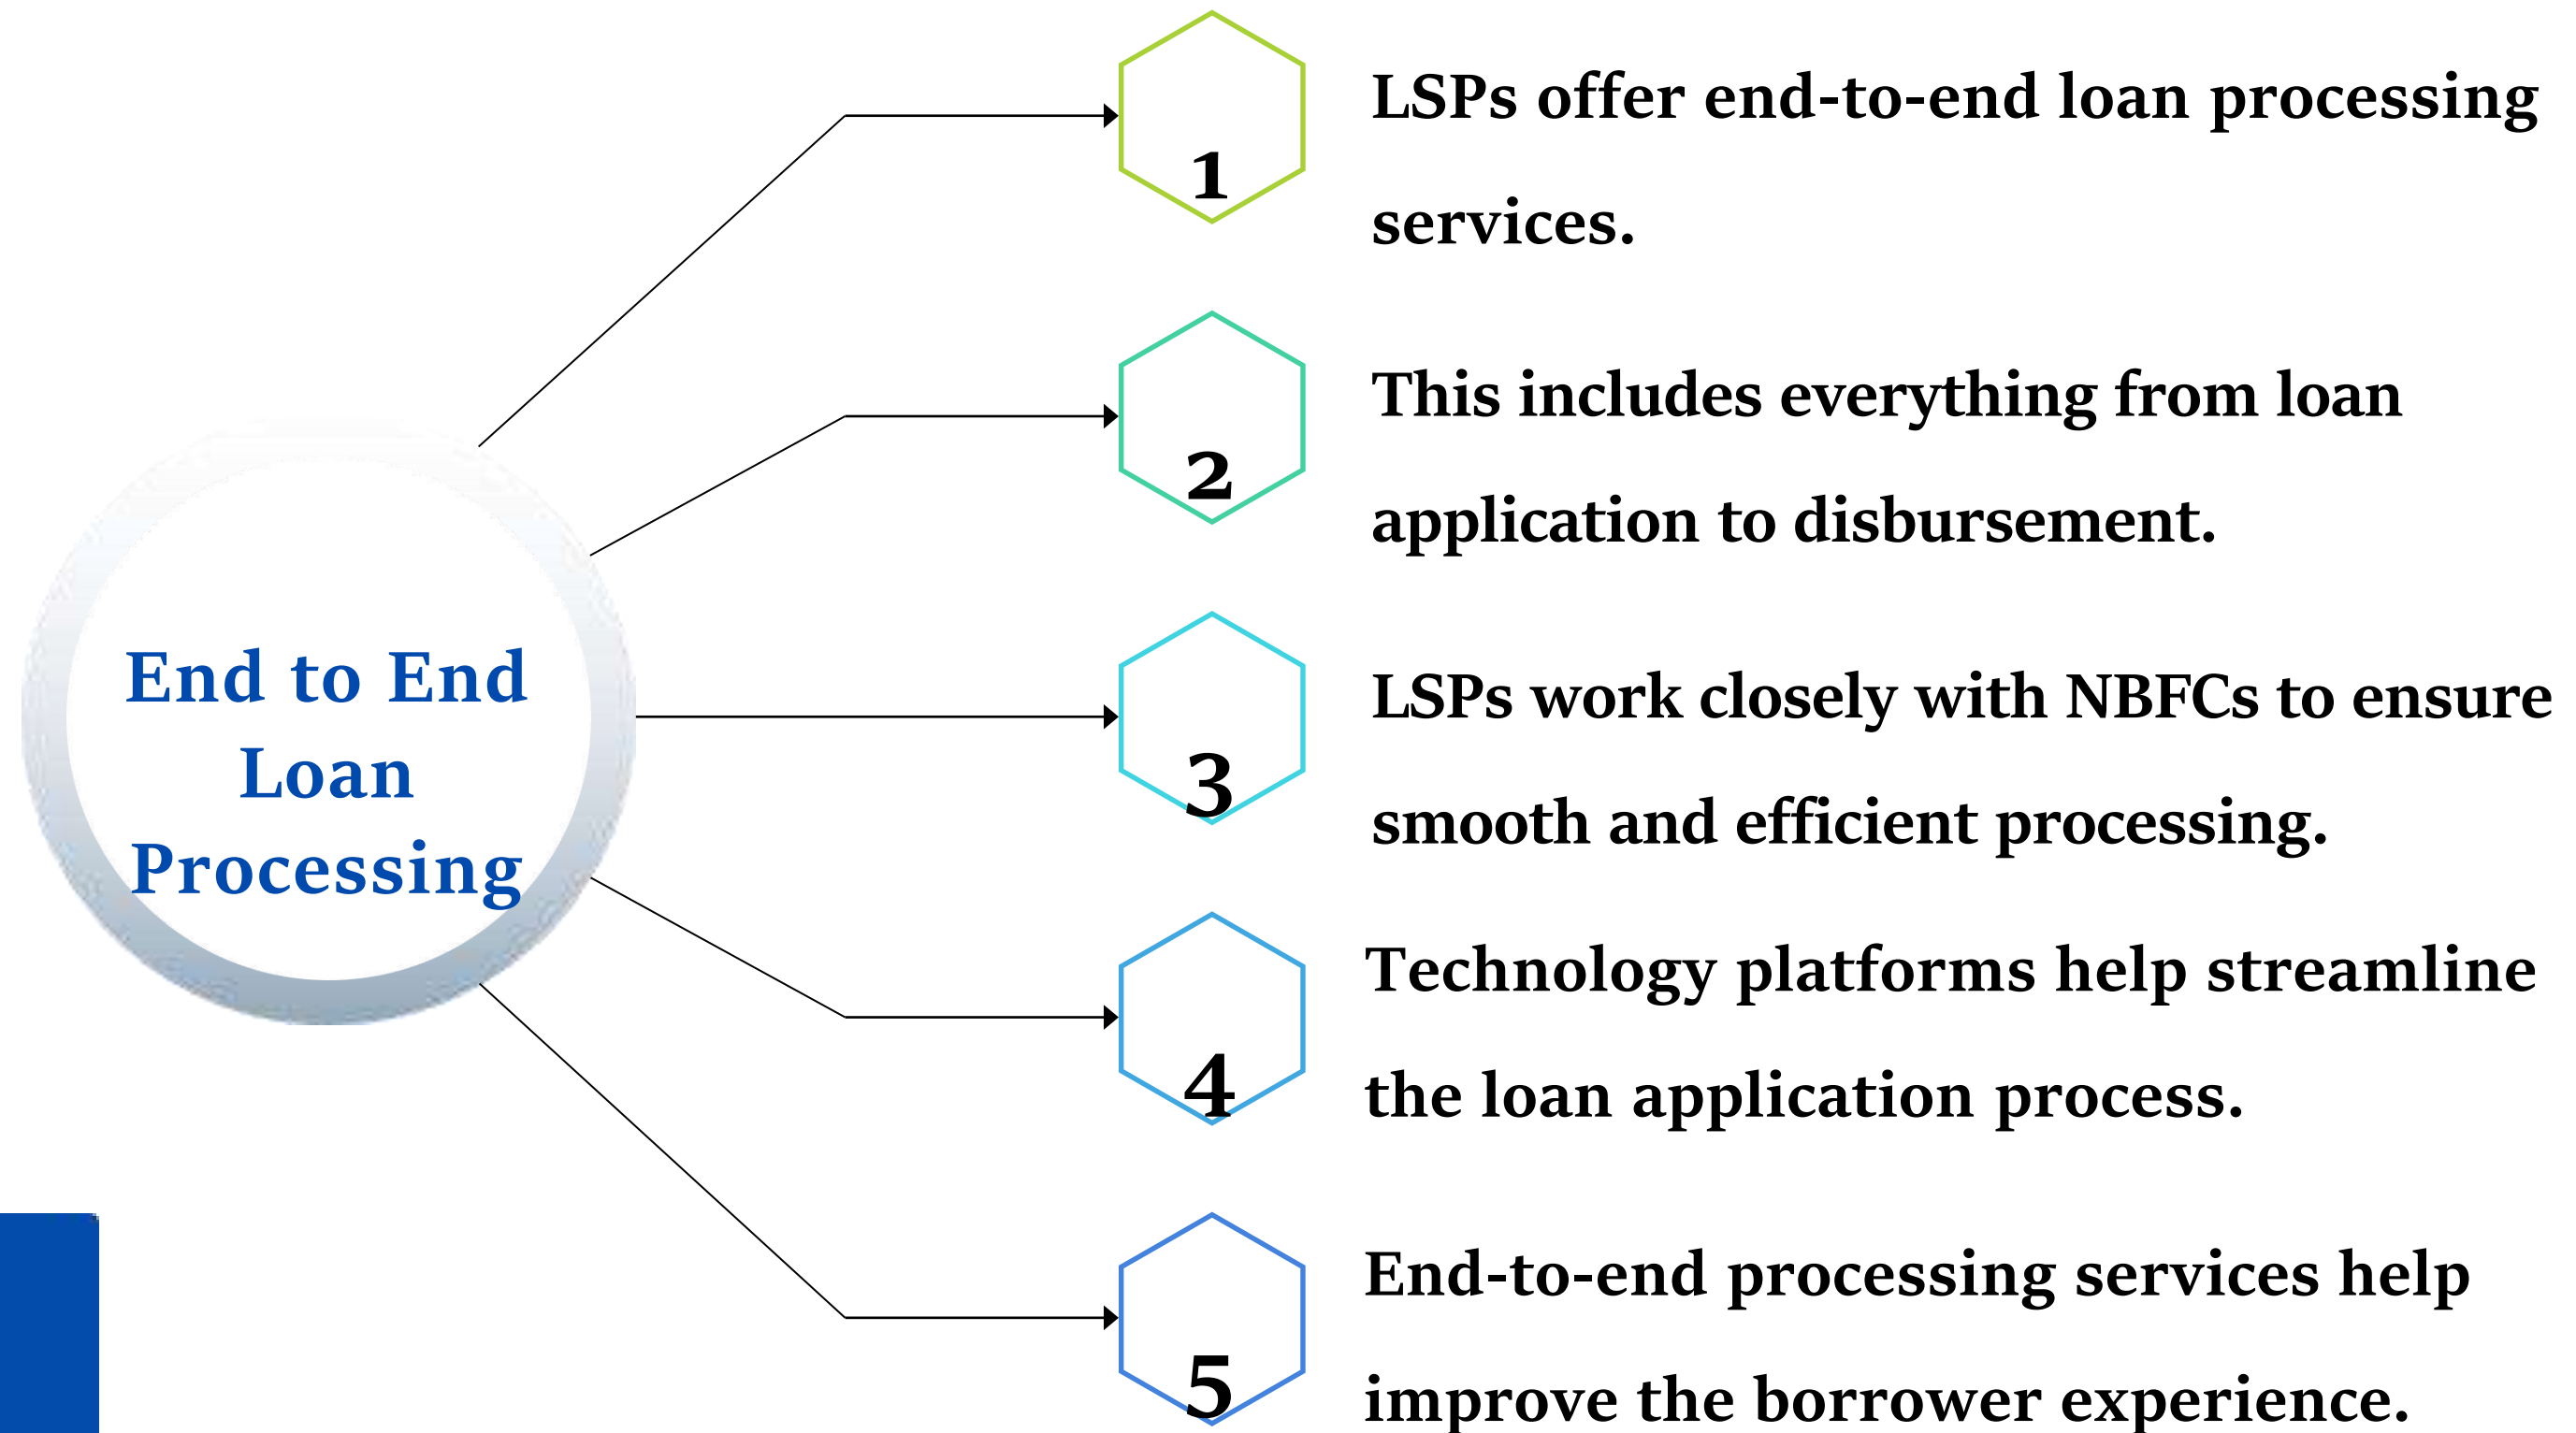 End to End
Loan
Processing
1
LSPs offer end-to-end loan processing
services.
2
This includes everything from loan
application to disbursement.
3
LSPs work closely with NBFCs to ensure
smooth and efficient processing.
4
Technology platforms help streamline
the loan application process.
5
End-to-end processing services help
improve the borrower experience.